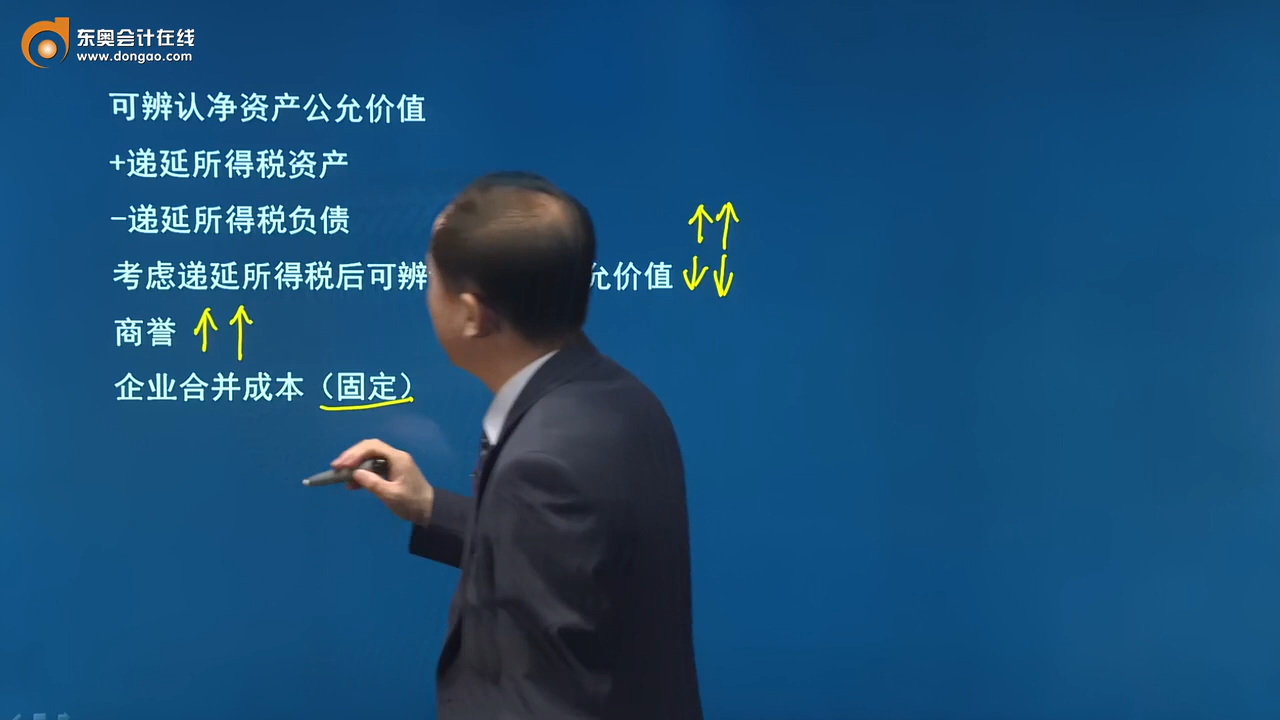 东奥会计在线
www.dongao.com
可辨认净资产公允价值
+递延所得税资产
-递延所得税负债
考虑递延所得税后可辨 允价值
商誉
企业合并成本（固定）